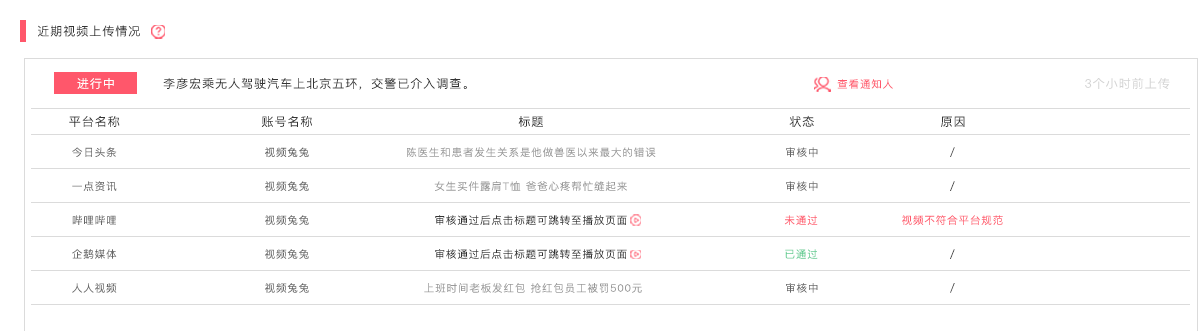 近期视频上传情况 ?
进行中 李彦宏乘无人驾驶汽车上北京五环，交警已介入调查。 查看通知人 3个小时前上传
平台名称 账号名称 标题 状态 原因
今日头条 视频兔兔 陈医生和患者发生关系是他做兽医以来最大的错误 审核中 /
一点资讯 视频兔兔 女生买件露肩T恤 爸爸心疼帮忙缝起来 审核中 /
哔哩哔哩 视频兔兔 审核通过后点击标题可跳转至播放页面 未通过 视频不符合平台规范
企鹅媒体 视频兔兔 审核通过后点击标题可跳转至播放页面 已通过 /
人人视频 视频兔兔 上班时间老板发红包 抢红包员工被罚500元 审核中 /